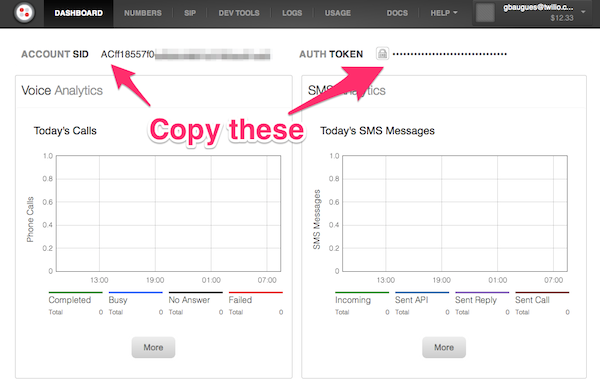 DASHBOARD NUMBERS SIP DEV TOOLS LOGS USAGE DOCS HELP gbaugues@twilio.c...
$12.33
ACCOUNT SID ACff18557f0 AUTH TOKEN ••••••••••••••••••••••••••••••••
Voice Analytics SMS Analytics
Copy these
Today's Calls Today's SMS Messages
1.0 1.0
0.8 0.8
0.6 0.6
0.4 0.4
0.2 0.2
0 0
Phone Calls SMS Messages
13:00 19:00 01:00 07:00 13:00 19:00 01:00 07:00
Completed Busy No Answer Failed Incoming Sent API Sent Reply Sent Call
Total 0 Total 0 Total 0 Total 0 Total 0 Total 0 Total 0 Total 0
More More